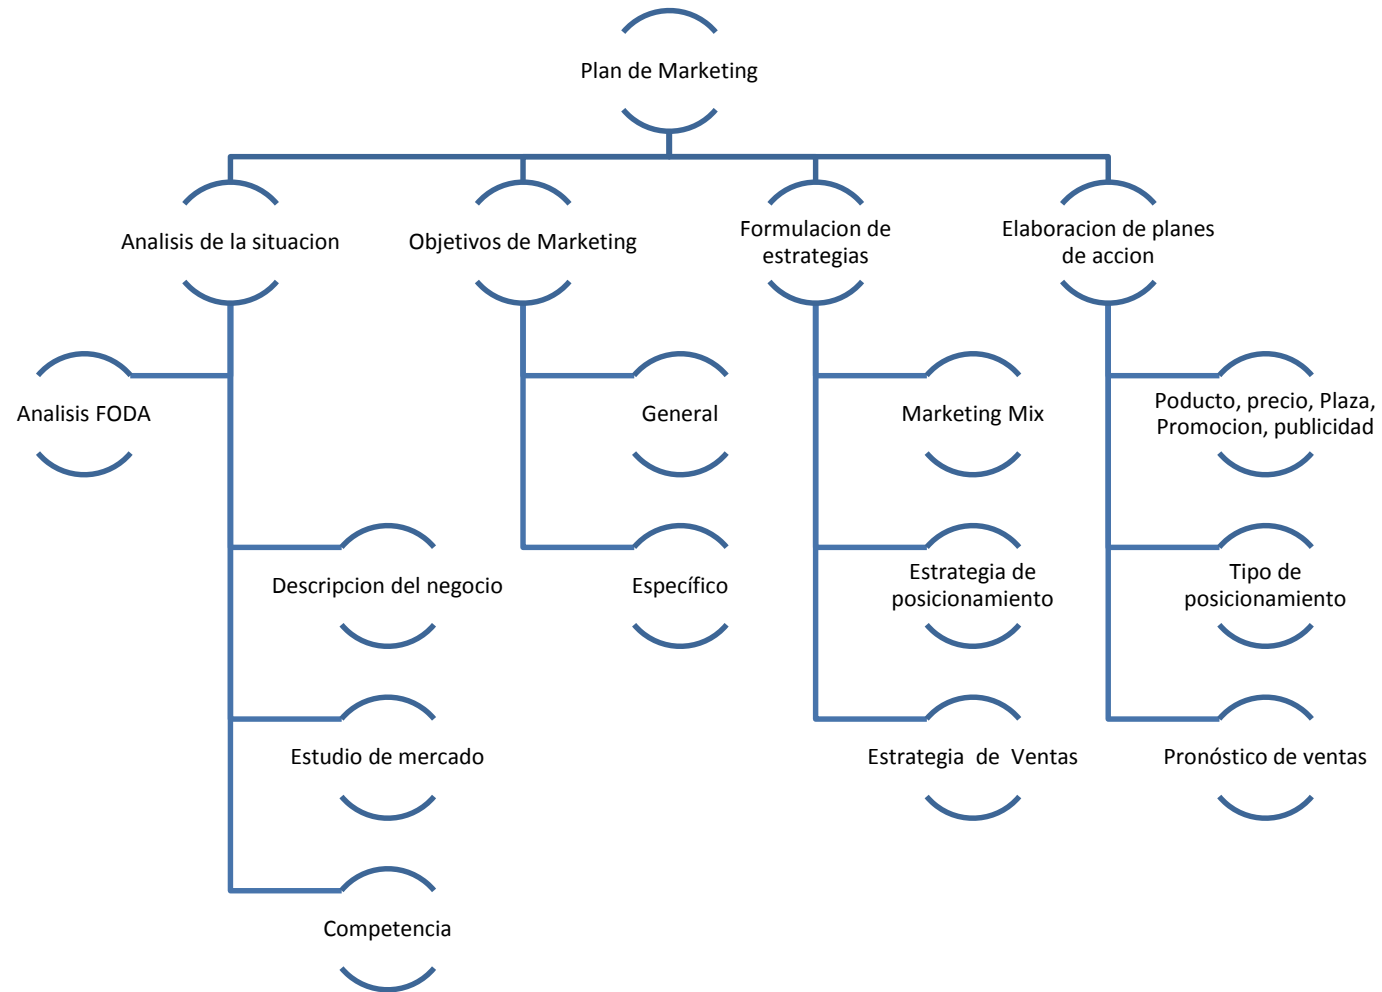 Plan de Marketing
Analisis de la situacion
Objetivos de Marketing
Formulacion de
estrategias
Elaboracion de planes
de accion
Analisis FODA
General
Marketing Mix
Poducto, precio, Plaza,
Promocion, publicidad
Descripcion del negocio
Específico
Estrategia de
posicionamiento
Tipo de
posicionamiento
Estudio de mercado
Estrategia  de  Ventas
Pronóstico de ventas
Competencia